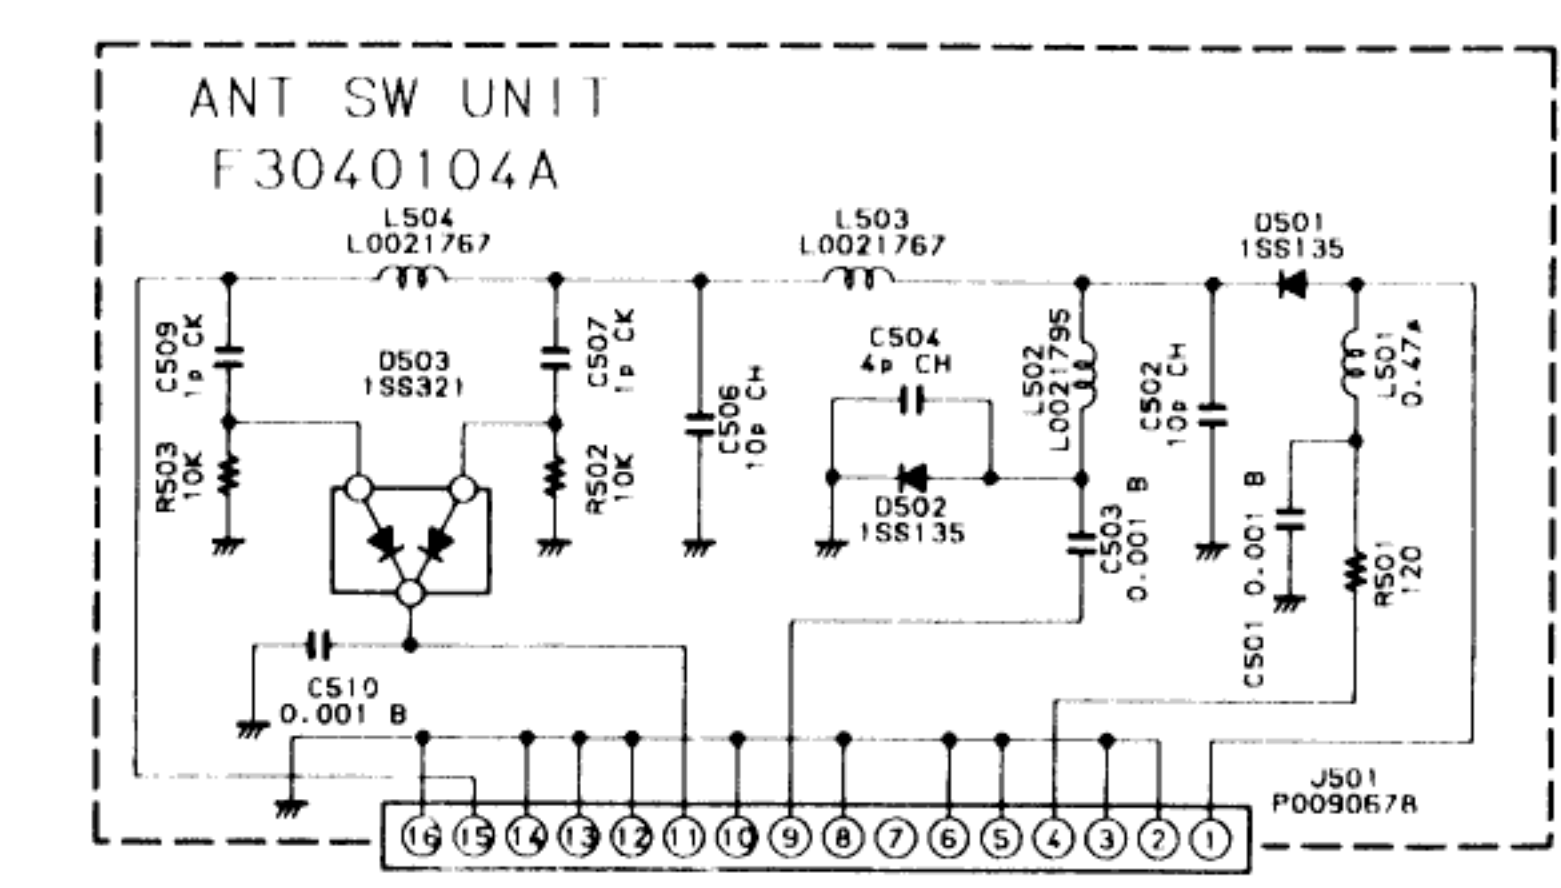 ANT SW UNIT
F3040104A
L504
L0021767
L503
L0021767
D501
1SS135
C509
1p CK
D503
1SS321
C507
1p CK
C504
4p CH
L502
L0021795
C502
10p CH
L501
0.47μ
C506
10p CH
R503
10K
R502
10K
D502
1SS135
C503
0.001 B
C501 0.001 B
R501
120
C510
0.001 B
J501
P0090678
16 15 14 13 12 11 10 9 8 7 6 5 4 3 2 1